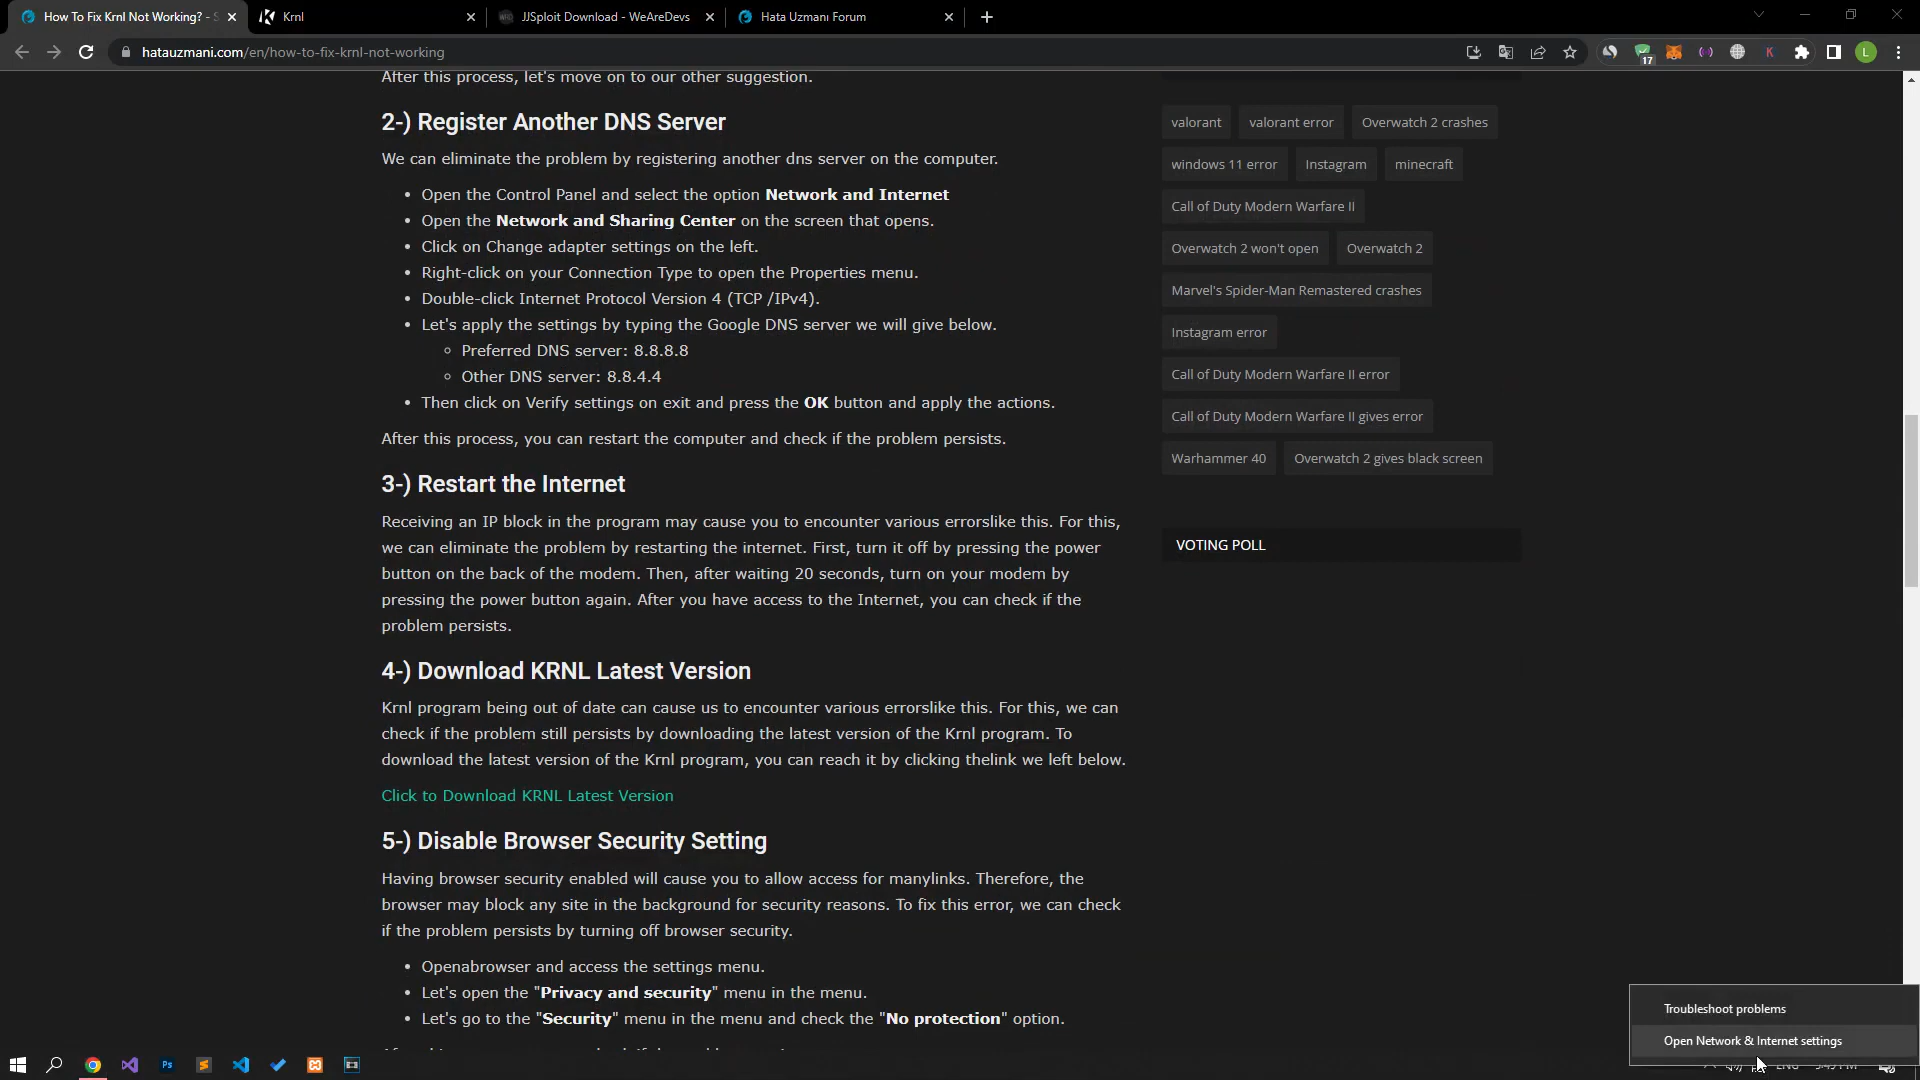 How To Fix Krnl Not Working? - S
Krnl
JJSploit Download - WeAreDevs
Hata Uzmanı Forum
hatauzmani.com/en/how-to-fix-krnl-not-working
17
K
L
After this process, let's move on to our other suggestion.
2-) Register Another DNS Server
We can eliminate the problem by registering another dns server on the computer.
• Open the Control Panel and select the option Network and Internet
• Open the Network and Sharing Center on the screen that opens.
• Click on Change adapter settings on the left.
• Right-click on your Connection Type to open the Properties menu.
• Double-click Internet Protocol Version 4 (TCP /IPv4).
• Let's apply the settings by typing the Google DNS server we will give below.
◦ Preferred DNS server: 8.8.8.8
◦ Other DNS server: 8.8.4.4
• Then click on Verify settings on exit and press the OK button and apply the actions.
After this process, you can restart the computer and check if the problem persists.
3-) Restart the Internet
Receiving an IP block in the program may cause you to encounter various errorslike this. For this,
we can eliminate the problem by restarting the internet. First, turn it off by pressing the power
button on the back of the modem. Then, after waiting 20 seconds, turn on your modem by
pressing the power button again. After you have access to the Internet, you can check if the
problem persists.
4-) Download KRNL Latest Version
Krnl program being out of date can cause us to encounter various errorslike this. For this, we can
check if the problem still persists by downloading the latest version of the Krnl program. To
download the latest version of the Krnl program, you can reach it by clicking thelink we left below.
Click to Download KRNL Latest Version
5-) Disable Browser Security Setting
Having browser security enabled will cause you to allow access for manylinks. Therefore, the
browser may block any site in the background for security reasons. To fix this error, we can check
if the problem persists by turning off browser security.
• Openabrowser and access the settings menu.
• Let's open the "Privacy and security" menu in the menu.
• Let's go to the "Security" menu in the menu and check the "No protection" option.
valorant
valorant error
Overwatch 2 crashes
windows 11 error
Instagram
minecraft
Call of Duty Modern Warfare II
Overwatch 2 won't open
Overwatch 2
Marvel's Spider-Man Remastered crashes
Instagram error
Call of Duty Modern Warfare II error
Call of Duty Modern Warfare II gives error
Warhammer 40
Overwatch 2 gives black screen
VOTING POLL
Troubleshoot problems
Open Network & Internet settings
Ps